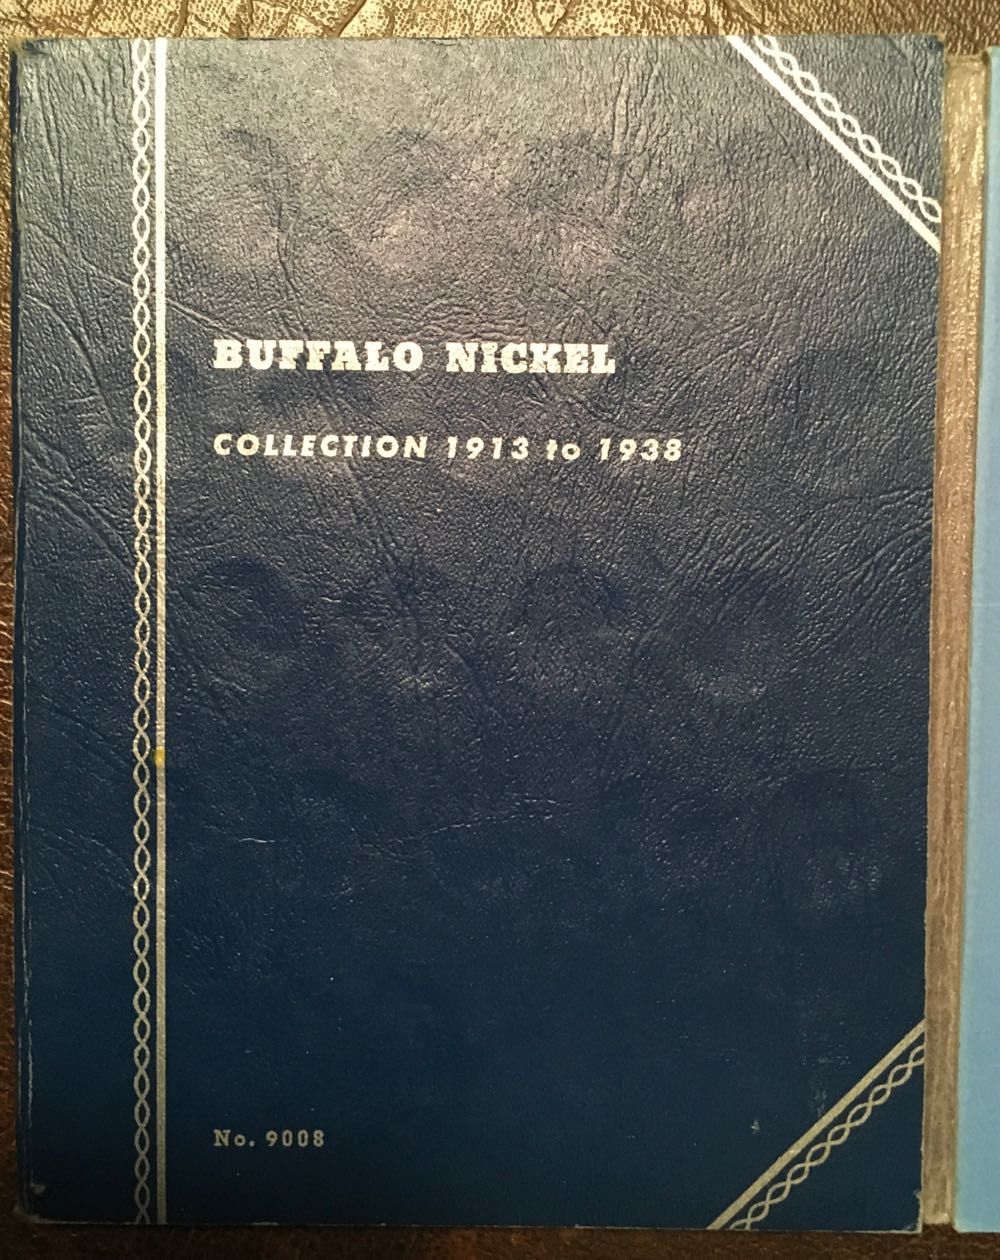 BUFFALO NICKEL
COLLECTION 1913 to 1938
No. 9008